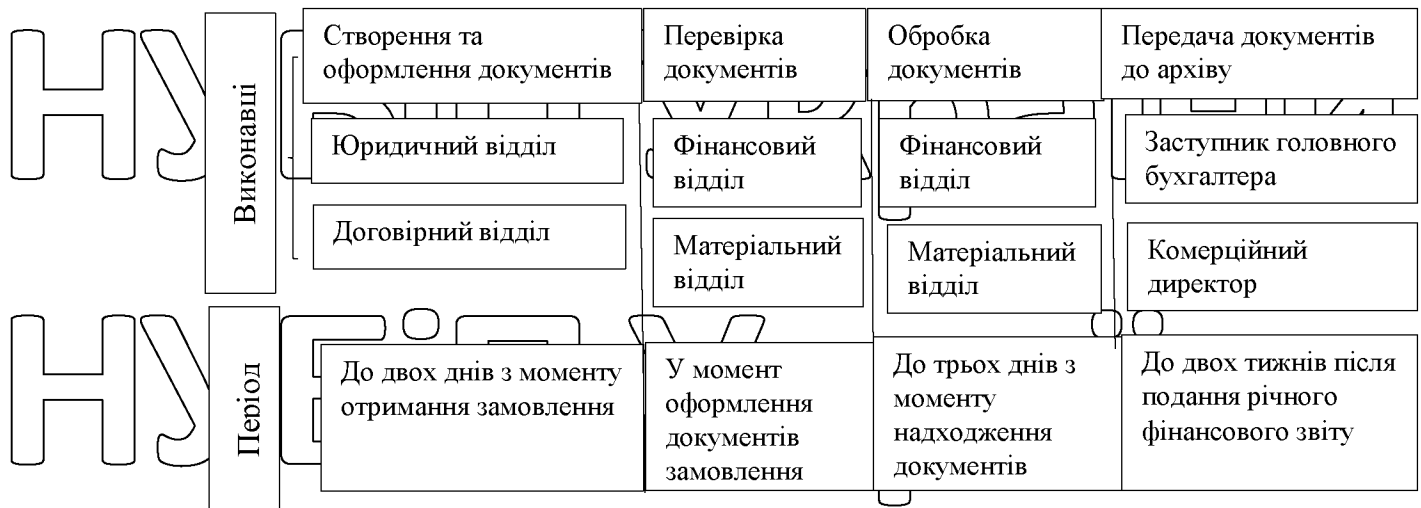 Створення та
оформлення документів
Перевірка
документів
Обробка
документів
Передача документів
до архіву
Виконавці
Юридичний відділ
Договірний відділ
Фінансовий
відділ
Матеріальний
відділ
Фінансовий
відділ
Матеріальний
відділ
Заступник головного
бухгалтера
Комерційний
директор
Період
До двох днів з моменту
отримання замовлення
У момент
оформлення
документів
замовлення
До трьох днів з
моменту
надходження
документів
До двох тижнів після
подання річного
фінансового звіту